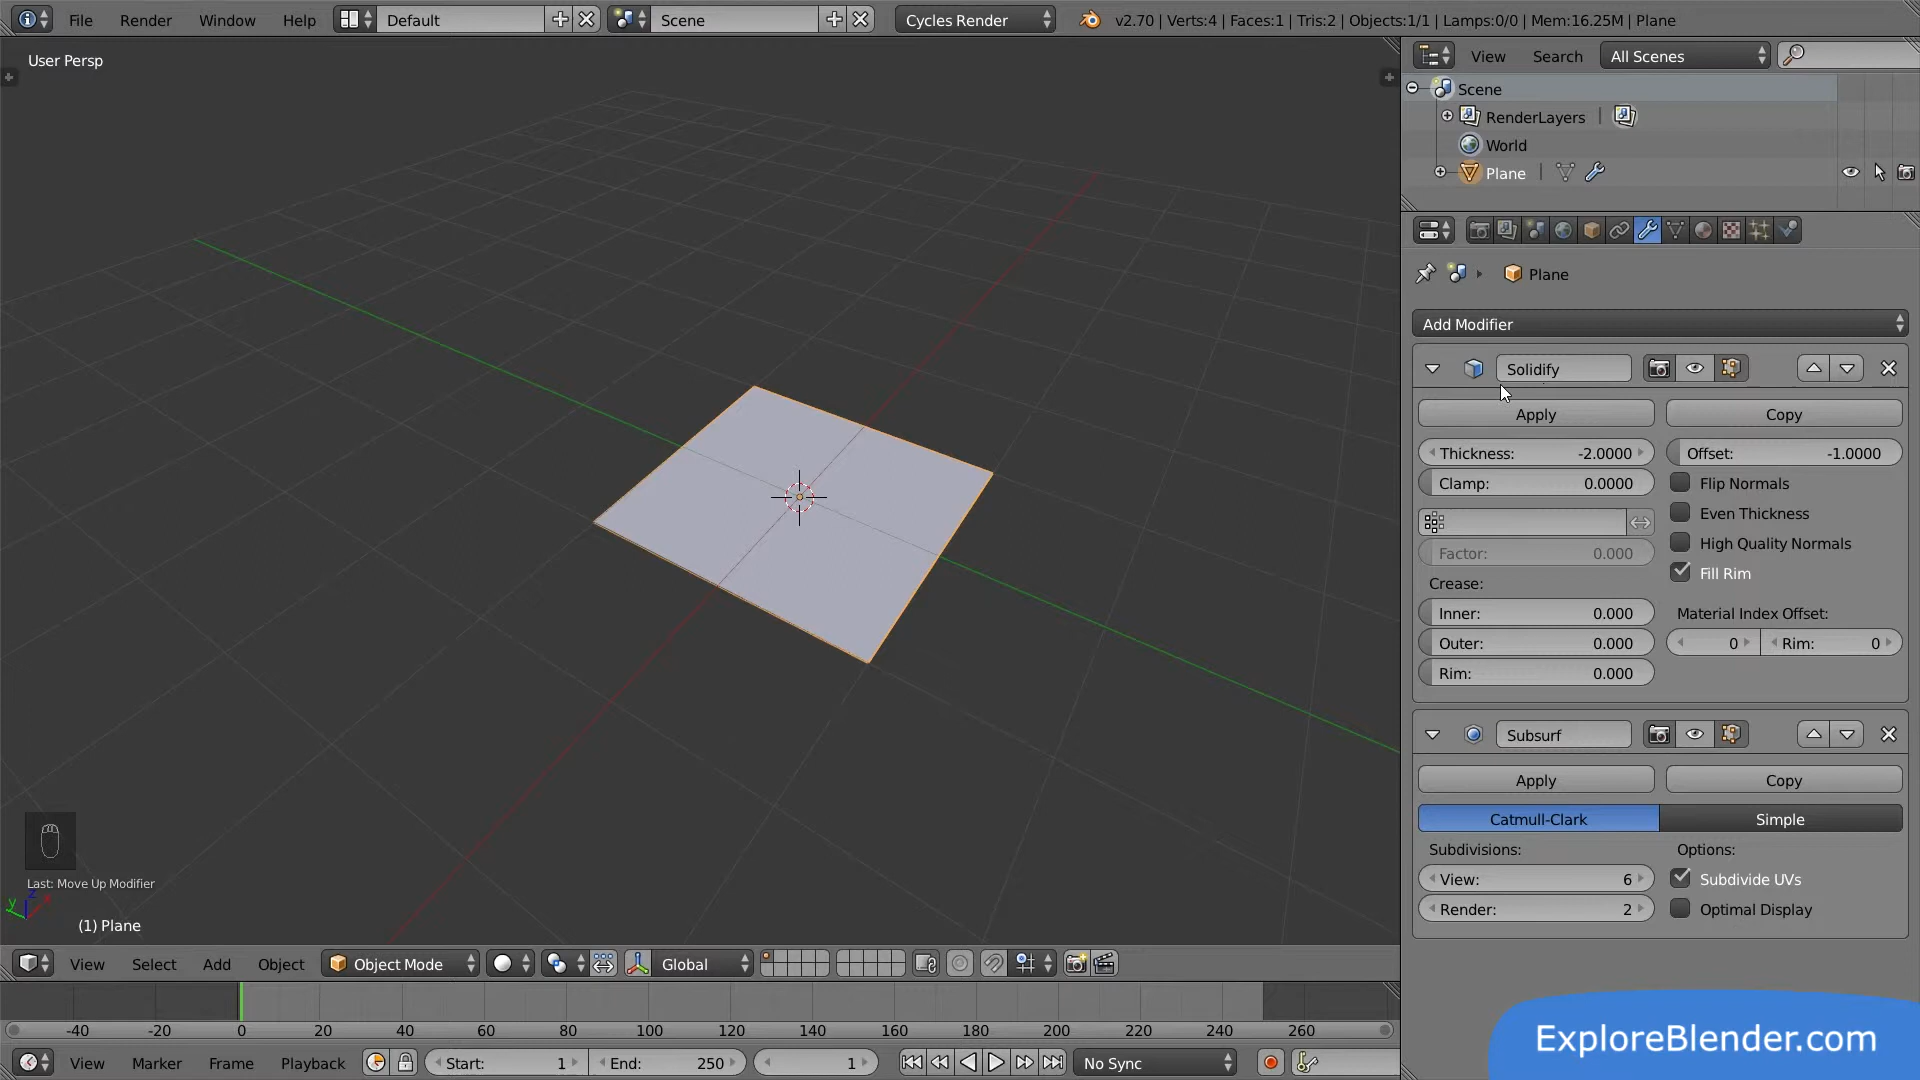 File Render Window Help Default Scene Cycles Render v2.70 | Verts:4 | Faces:1 | Tris:2 | Objects:1/1 | Lamps:0/0 | Mem:16.25M | Plane
User Persp
View Search All Scenes
Scene
RenderLayers
World
Plane
Plane
Add Modifier
Solidify
Apply Copy
Thickness: -2.0000 Offset: -1.0000
Clamp: 0.0000 Flip Normals
Even Thickness
High Quality Normals
Factor: 0.000
Fill Rim
Crease:
Inner: 0.000 Material Index Offset:
Outer: 0.000 0 Rim: 0
Rim: 0.000
Subsurf
Apply Copy
Catmull-Clark Simple
Subdivisions: Options:
View: 6 Subdivide UVs
Render: 2 Optimal Display
Last: Move Up Modifier
y z x
(1) Plane
View Select Add Object Object Mode Global
-40 -20 0 20 40 60 80 100 120 140 160 180 200 220 240 260
View Marker Frame Playback Start: 1 End: 250 1 No Sync
ExploreBlender.com